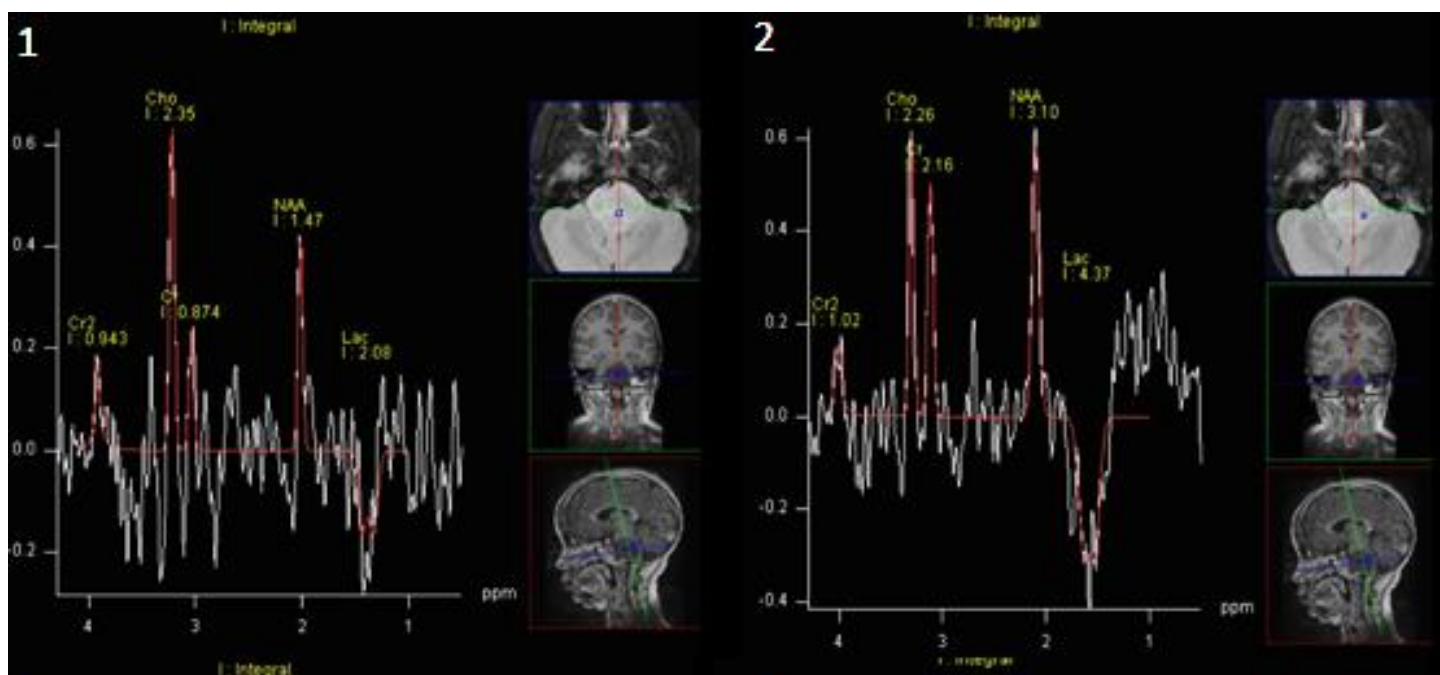 1
I : Integral
Cho
I : 2.35
NAA
I : 1.47
I : 0.874
Cr2
I : 0.943
Lac
I : 2.08
0.6
0.4
0.2
0.0
-0.2
4
3
2
1
ppm
I : Integral
2
I : Integral
Cho
I : 2.26
NAA
I : 3.10
Cr
I : 2.16
Lac
I : 4.37
Cr2
I : 1.02
0.6
0.4
0.2
0.0
-0.2
-0.4
4
3
2
1
ppm
I : Integral